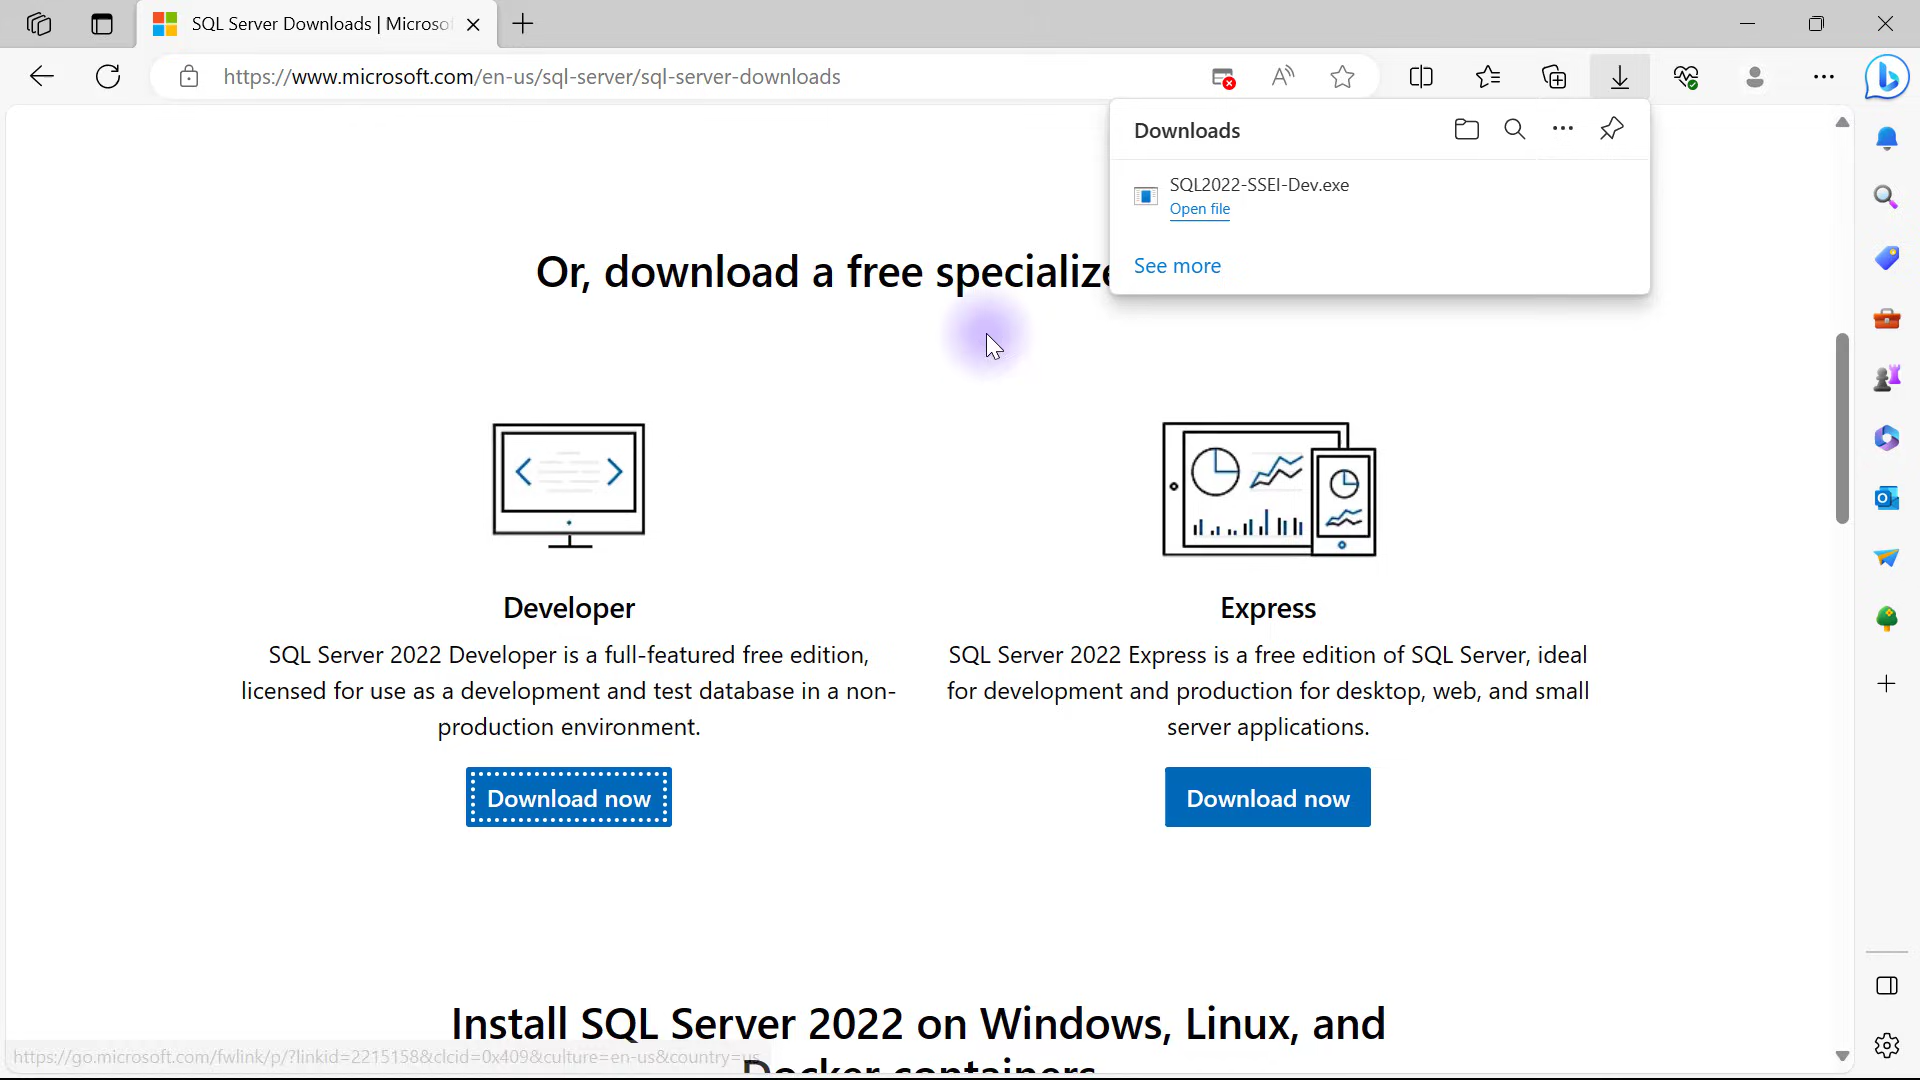 SQL Server Downloads | Microso
https://www.microsoft.com/en-us/sql-server/sql-server-downloads
Downloads
SQL2022-SSEI-Dev.exe
Open file
See more
Or, download a free specialize
Developer
SQL Server 2022 Developer is a full-featured free edition,
licensed for use as a development and test database in a non-
production environment.
Download now
Express
SQL Server 2022 Express is a free edition of SQL Server, ideal
for development and production for desktop, web, and small
server applications.
Download now
Install SQL Server 2022 on Windows, Linux, and
Docker containers
https://go.microsoft.com/fwlink/p/?linkid=2215158&clcid=0x409&culture=en-us&country=us